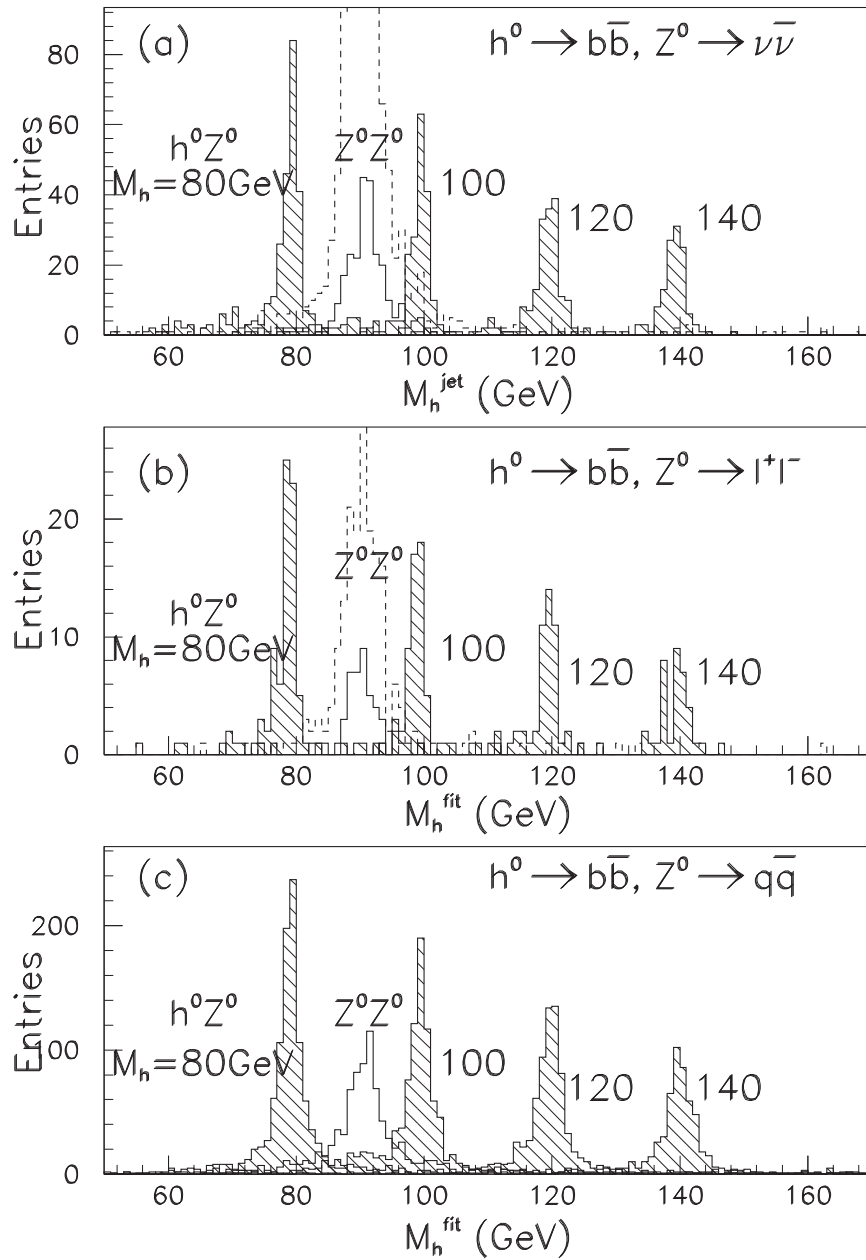 (a)
h⁰ → bb̅, Z⁰ → νν̅
80
60
40
20
0
Entries
h⁰Z⁰
M_h=80GeV
Z⁰Z⁰
100
120
140
60 80 100 120 140 160
M_h^jet (GeV)
(b)
h⁰ → bb̅, Z⁰ → l⁺l⁻
20
10
0
Entries
h⁰Z⁰
M_h=80GeV
Z⁰Z⁰
100
120
140
60 80 100 120 140 160
M_h^fit (GeV)
(c)
h⁰ → bb̅, Z⁰ → qq̅
200
100
0
Entries
h⁰Z⁰
M_h=80GeV
Z⁰Z⁰
100
120
140
60 80 100 120 140 160
M_h^fit (GeV)